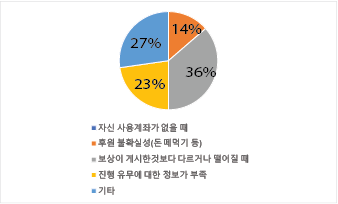 27%
14%
23%
36%
자신 사용계좌가 없을 때
후원 불확실성(돈 떼먹기 등)
보상이 게시한것보다 다르거나 떨어질 때
진행 유무에 대한 정보가 부족
기타